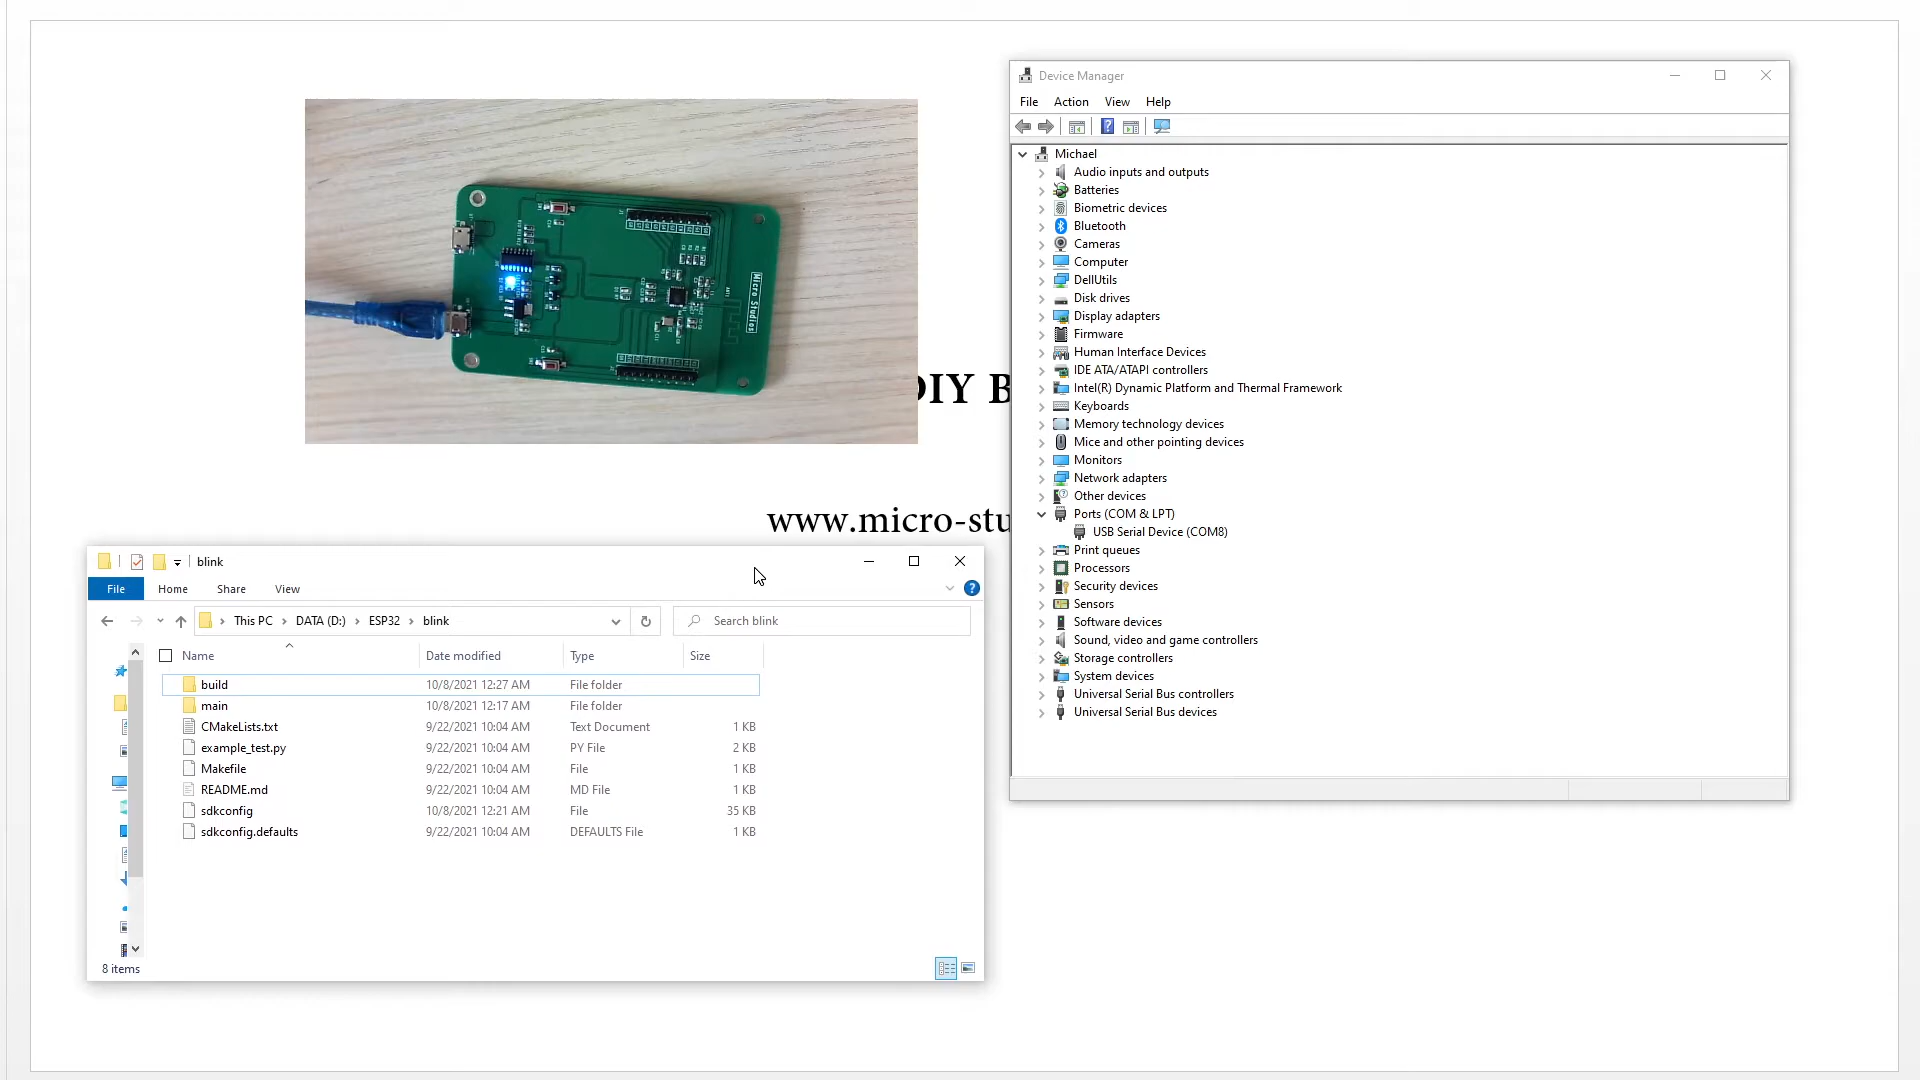 Micro Studios
DIY B
www.micro-stu
Device Manager
File Action View Help
Michael
Audio inputs and outputs
Batteries
Biometric devices
Bluetooth
Cameras
Computer
DellUtils
Disk drives
Display adapters
Firmware
Human Interface Devices
IDE ATA/ATAPI controllers
Intel(R) Dynamic Platform and Thermal Framework
Keyboards
Memory technology devices
Mice and other pointing devices
Monitors
Network adapters
Other devices
Ports (COM & LPT)
USB Serial Device (COM8)
Print queues
Processors
Security devices
Sensors
Software devices
Sound, video and game controllers
Storage controllers
System devices
Universal Serial Bus controllers
Universal Serial Bus devices
blink
File Home Share View
This PC > DATA (D:) > ESP32 > blink
Search blink
Name Date modified Type Size
build 10/8/2021 12:27 AM File folder
main 10/8/2021 12:17 AM File folder
CMakeLists.txt 9/22/2021 10:04 AM Text Document 1 KB
example_test.py 9/22/2021 10:04 AM PY File 2 KB
Makefile 9/22/2021 10:04 AM File 1 KB
README.md 9/22/2021 10:04 AM MD File 1 KB
sdkconfig 10/8/2021 12:21 AM File 35 KB
sdkconfig.defaults 9/22/2021 10:04 AM DEFAULTS File 1 KB
8 items